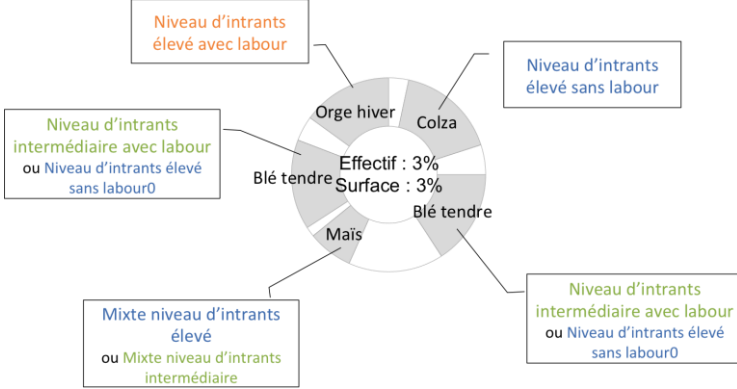 Niveau d’intrants
élevé avec labour
Niveau d’intrants
élevé sans labour
Orge hiver
Colza
Niveau d’intrants
intermédiaire avec labour
ou Niveau d’intrants élevé
sans labour0
Effectif : 3%
Surface : 3%
Blé tendre
Blé tendre
Maïs
Mixte niveau d’intrants
élevé
ou Mixte niveau d’intrants
intermédiaire
Niveau d’intrants
intermédiaire avec labour
ou Niveau d’intrants élevé
sans labour0